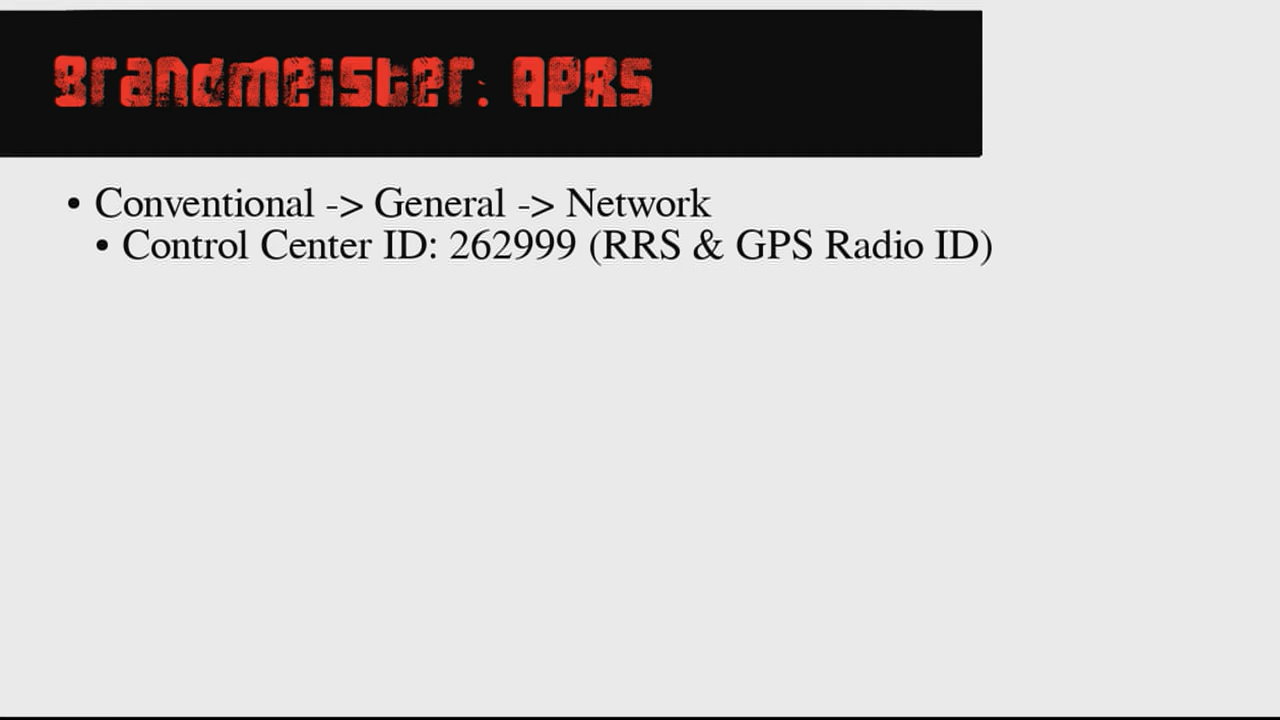 Brandmeister: APRS
• Conventional -> General -> Network
• Control Center ID: 262999 (RRS & GPS Radio ID)